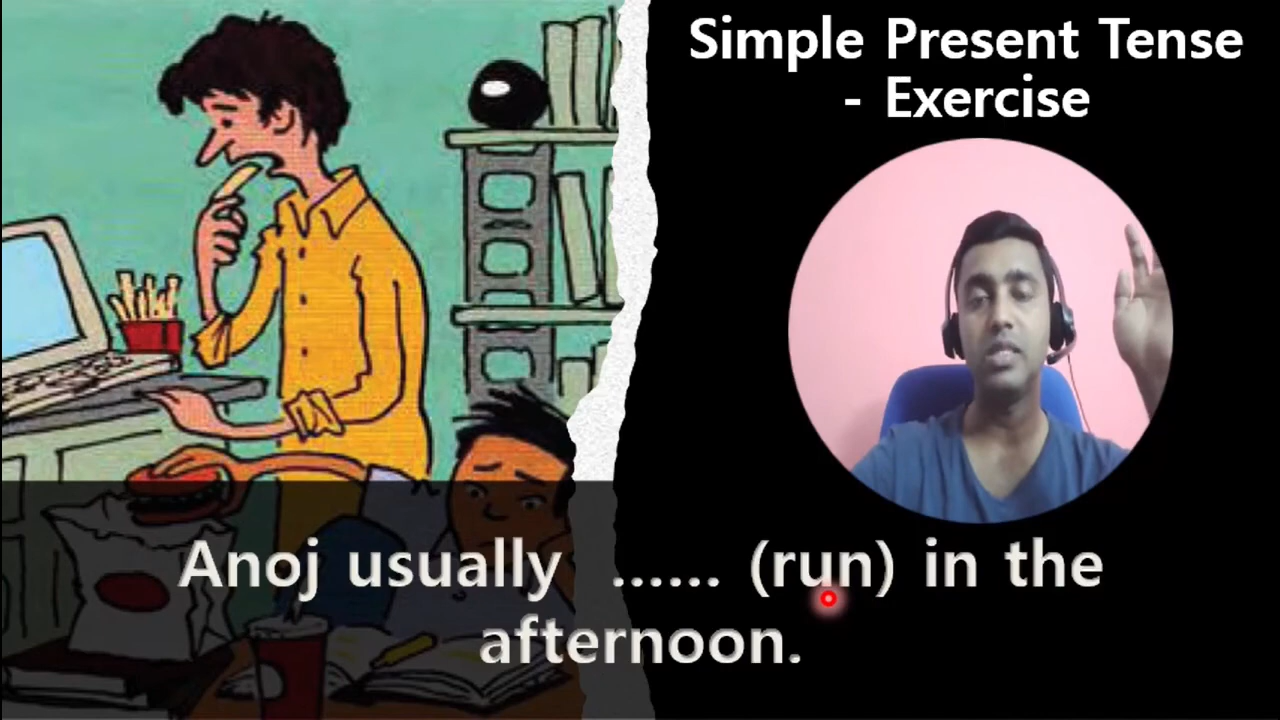 Simple Present Tense
- Exercise
Anoj usually ...... (run) in the
afternoon.